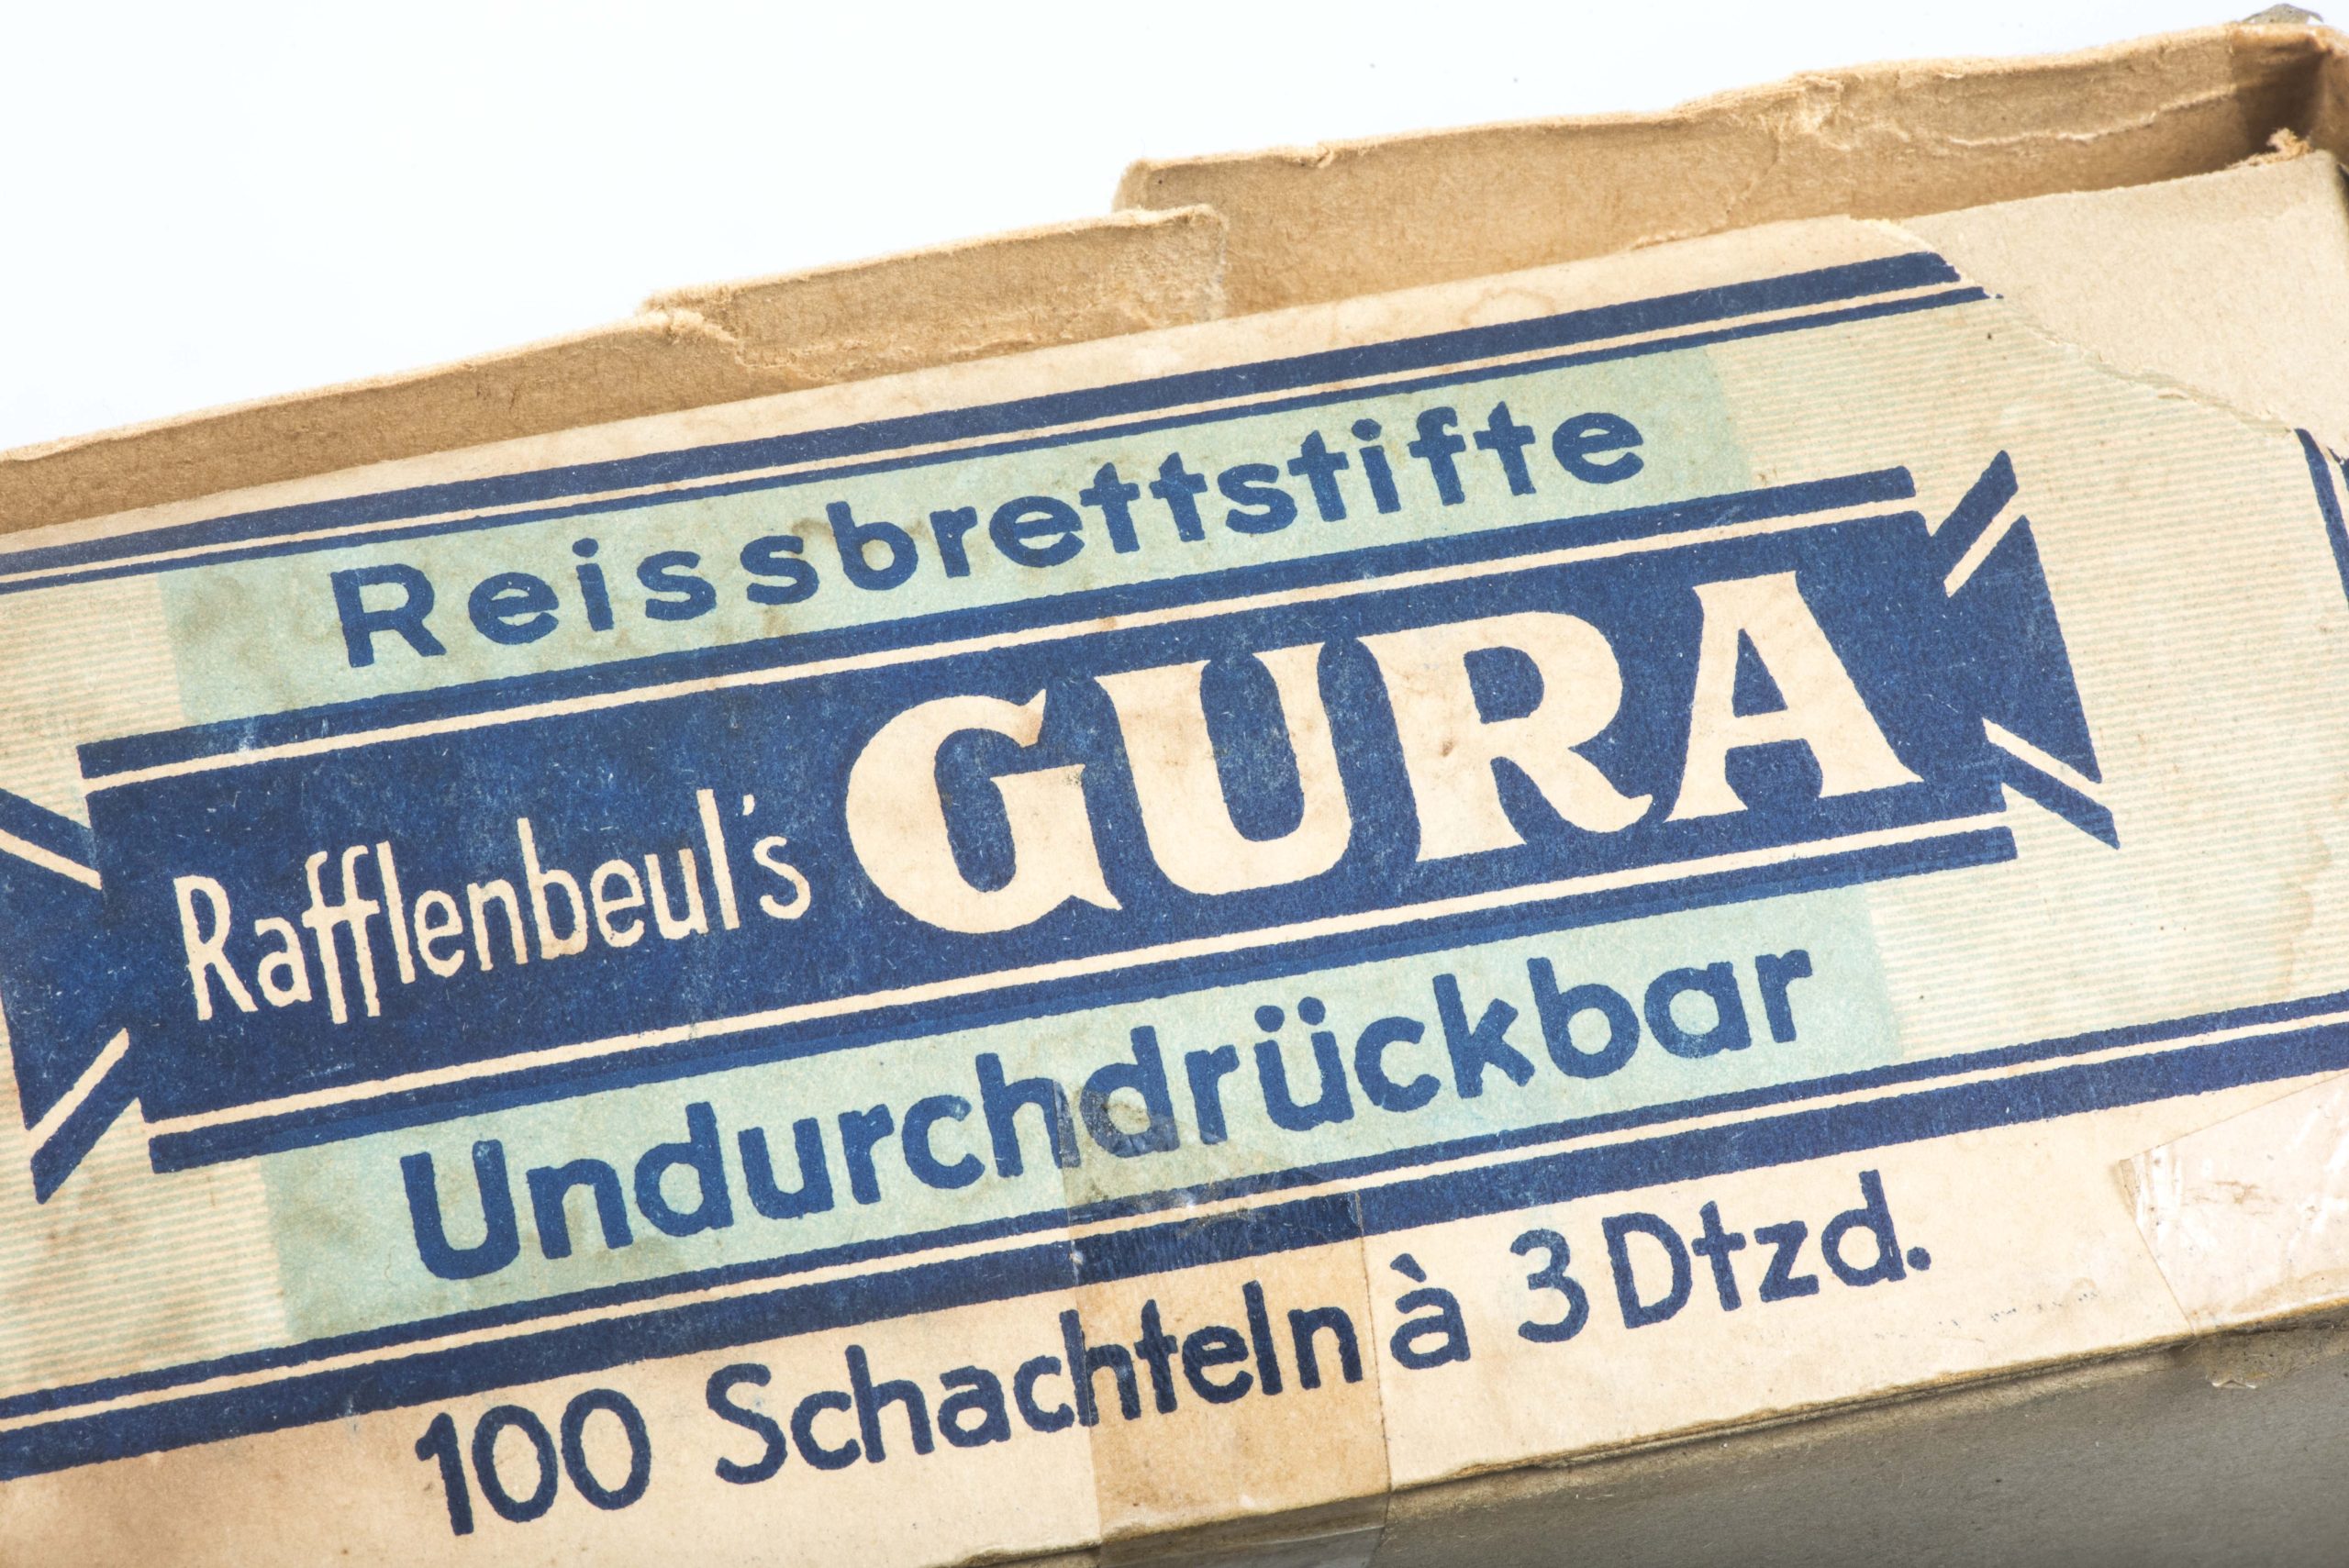 Reissbrettstifte
Rafflenbeul's GURA
Undurchdrückbar
100 Schachteln à 3 Dtzd.